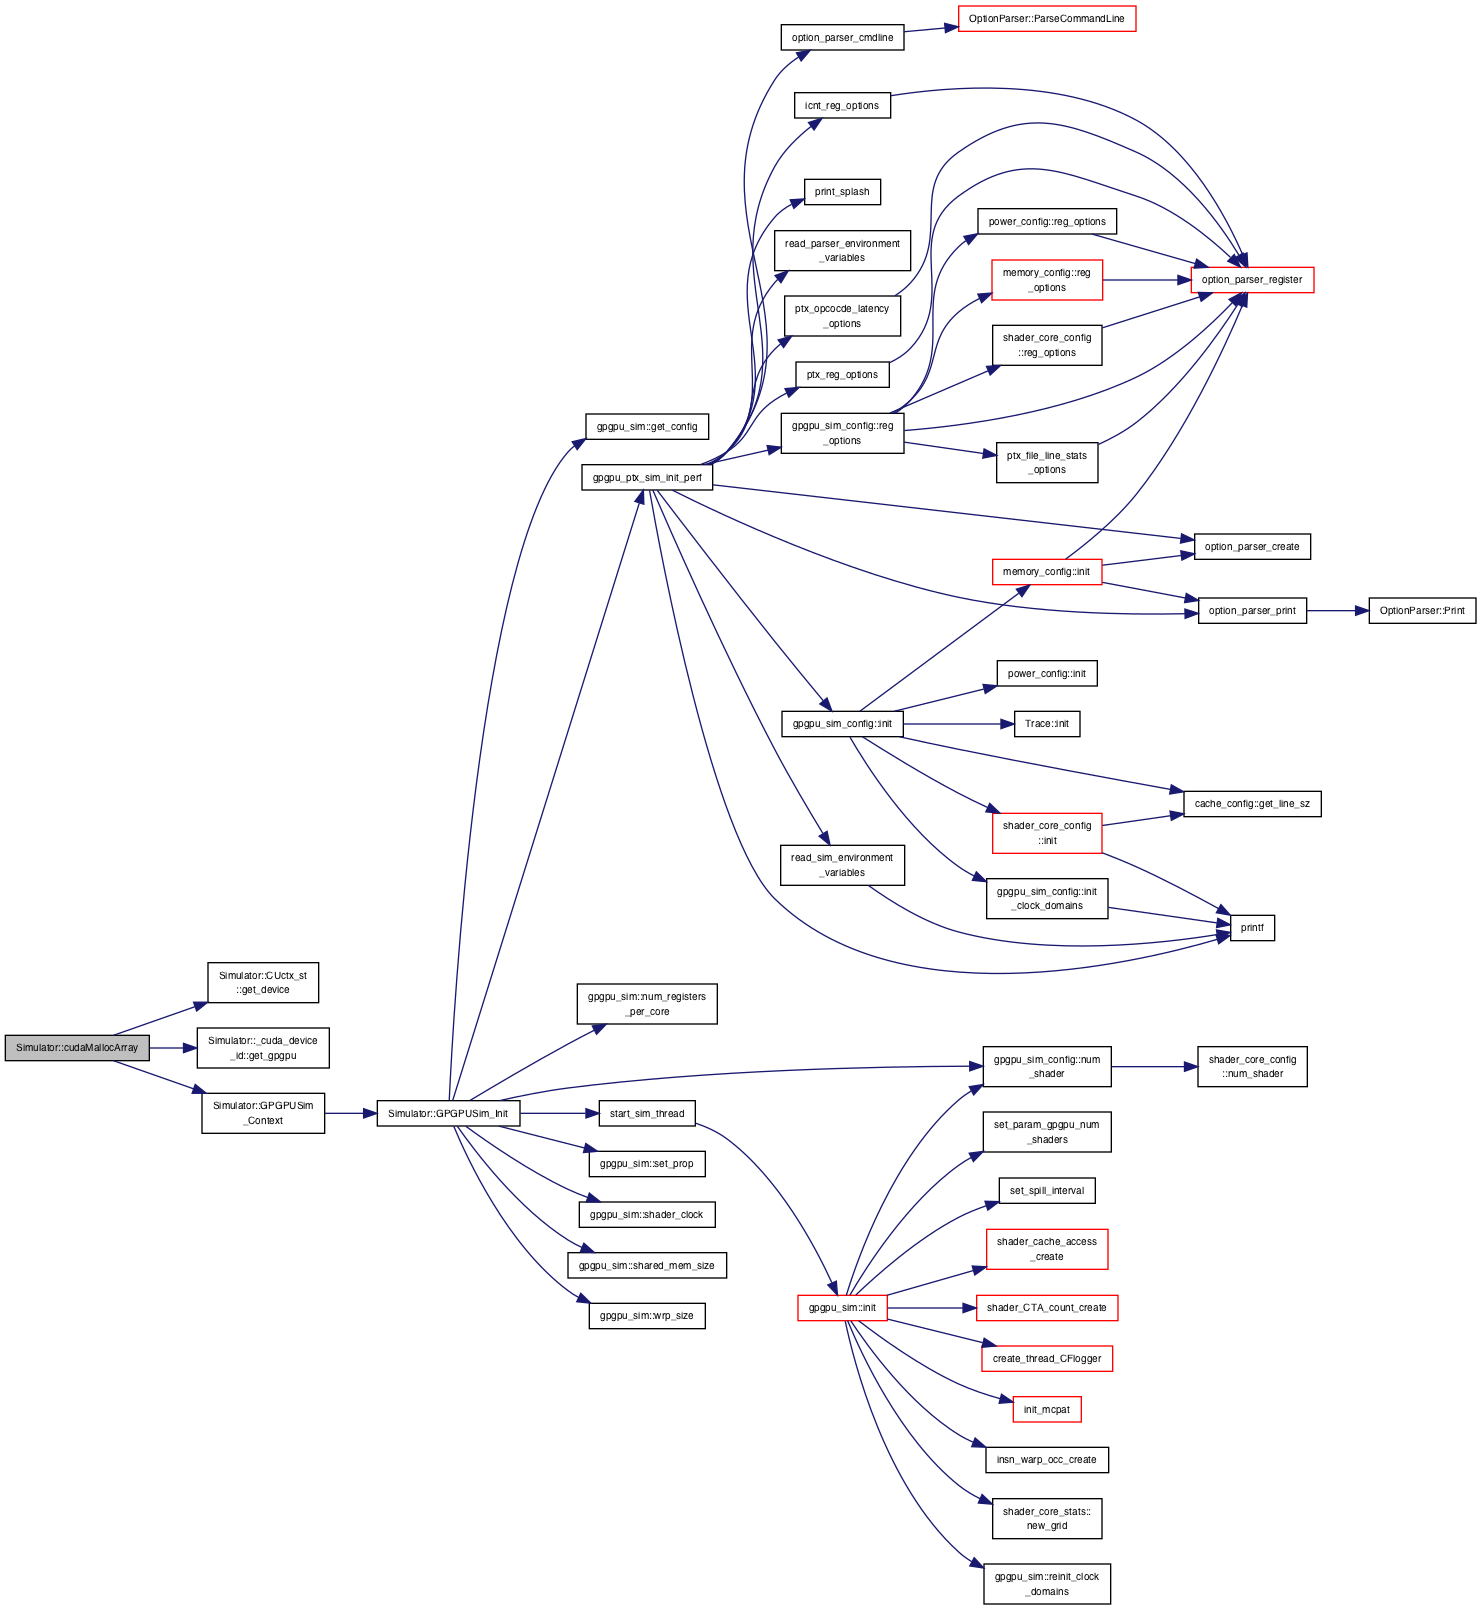 OptionParser::ParseCommandLine
option_parser_cmdline
icnt_reg_options
print_splash
power_config::reg_options
read_parser_environment
_variables
memory_config::reg
_options
option_parser_register
ptx_opcocde_latency
_options
shader_core_config
::reg_options
ptx_reg_options
gpgpu_sim::get_config
gpgpu_sim_config::reg
_options
ptx_file_line_stats
_options
gpgpu_ptx_sim_init_perf
option_parser_create
memory_config::init
option_parser_print
OptionParser::Print
power_config::init
gpgpu_sim_config::init
Trace::init
cache_config::get_line_sz
shader_core_config
::init
read_sim_environment
_variables
gpgpu_sim_config::init
_clock_domains
printf
Simulator::CUctx_st
::get_device
gpgpu_sim::num_registers
_per_core
Simulator::cudaMallocArray
Simulator::_cuda_device
_id::get_gpgpu
gpgpu_sim_config::num
_shader
shader_core_config
::num_shader
Simulator::GPGPUSim
_Context
Simulator::GPGPUSim_Init
start_sim_thread
set_param_gpgpu_num
_shaders
gpgpu_sim::set_prop
set_spill_interval
gpgpu_sim::shader_clock
shader_cache_access
_create
gpgpu_sim::shared_mem_size
gpgpu_sim::wrp_size
gpgpu_sim::init
shader_CTA_count_create
create_thread_CFlogger
init_mcpat
insn_warp_occ_create
shader_core_stats::
new_grid
gpgpu_sim::reinit_clock
_domains